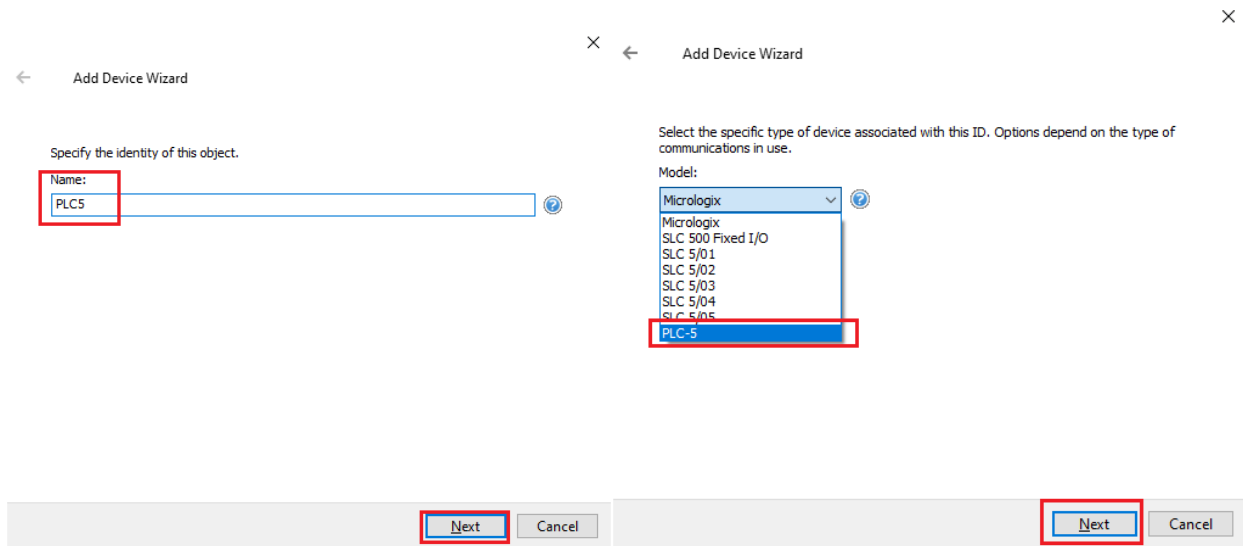 Add Device Wizard
Specify the identity of this object.
Name:
PLC5
Next
Cancel
Add Device Wizard
Select the specific type of device associated with this ID. Options depend on the type of
communications in use.
Model:
Micrologix
Micrologix
SLC 500 Fixed I/O
SLC 5/01
SLC 5/02
SLC 5/03
SLC 5/04
SLC 5/05
PLC-5
Next
Cancel